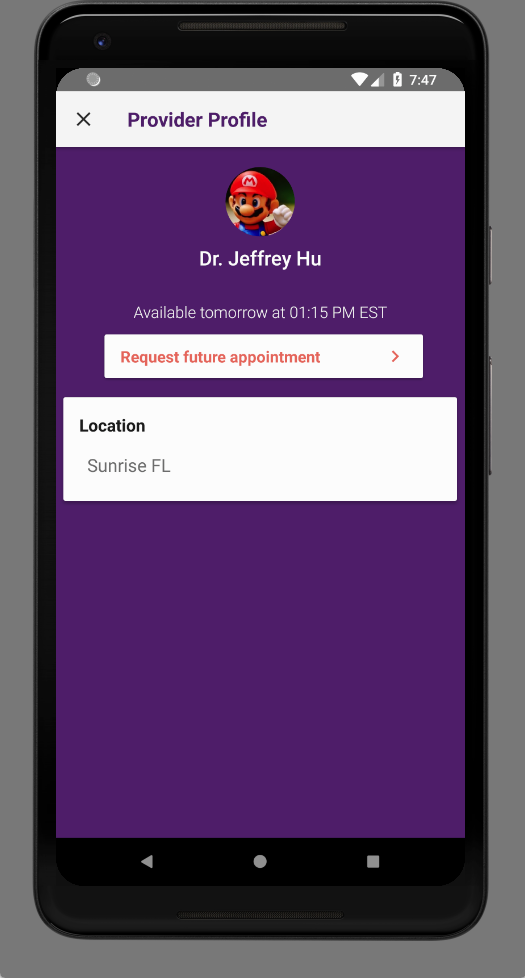 7:47
Provider Profile
M
Dr. Jeffrey Hu
Available tomorrow at 01:15 PM EST
Request future appointment
Location
Sunrise FL